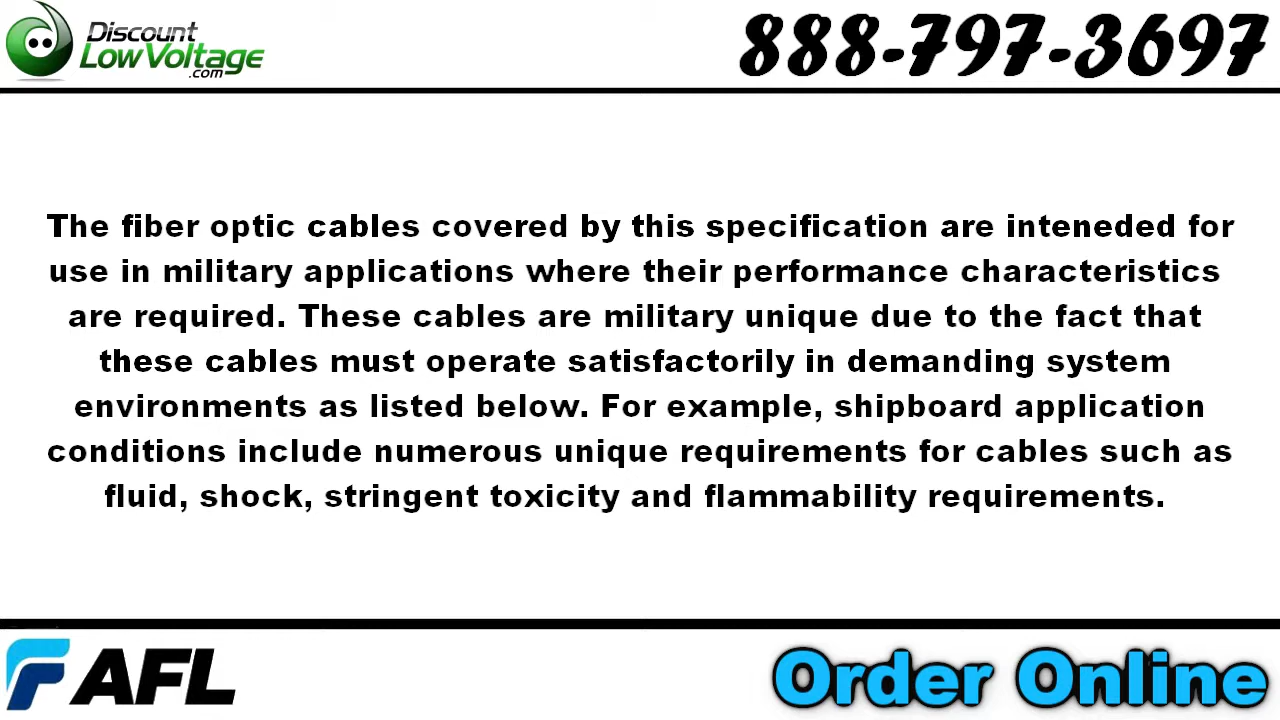 Discount
LowVoltage
.com
888-797-3697
The fiber optic cables covered by this specification are inteneded for
use in military applications where their performance characteristics
are required. These cables are military unique due to the fact that
these cables must operate satisfactorily in demanding system
environments as listed below. For example, shipboard application
conditions include numerous unique requirements for cables such as
fluid, shock, stringent toxicity and flammability requirements.
AFL
Order Online